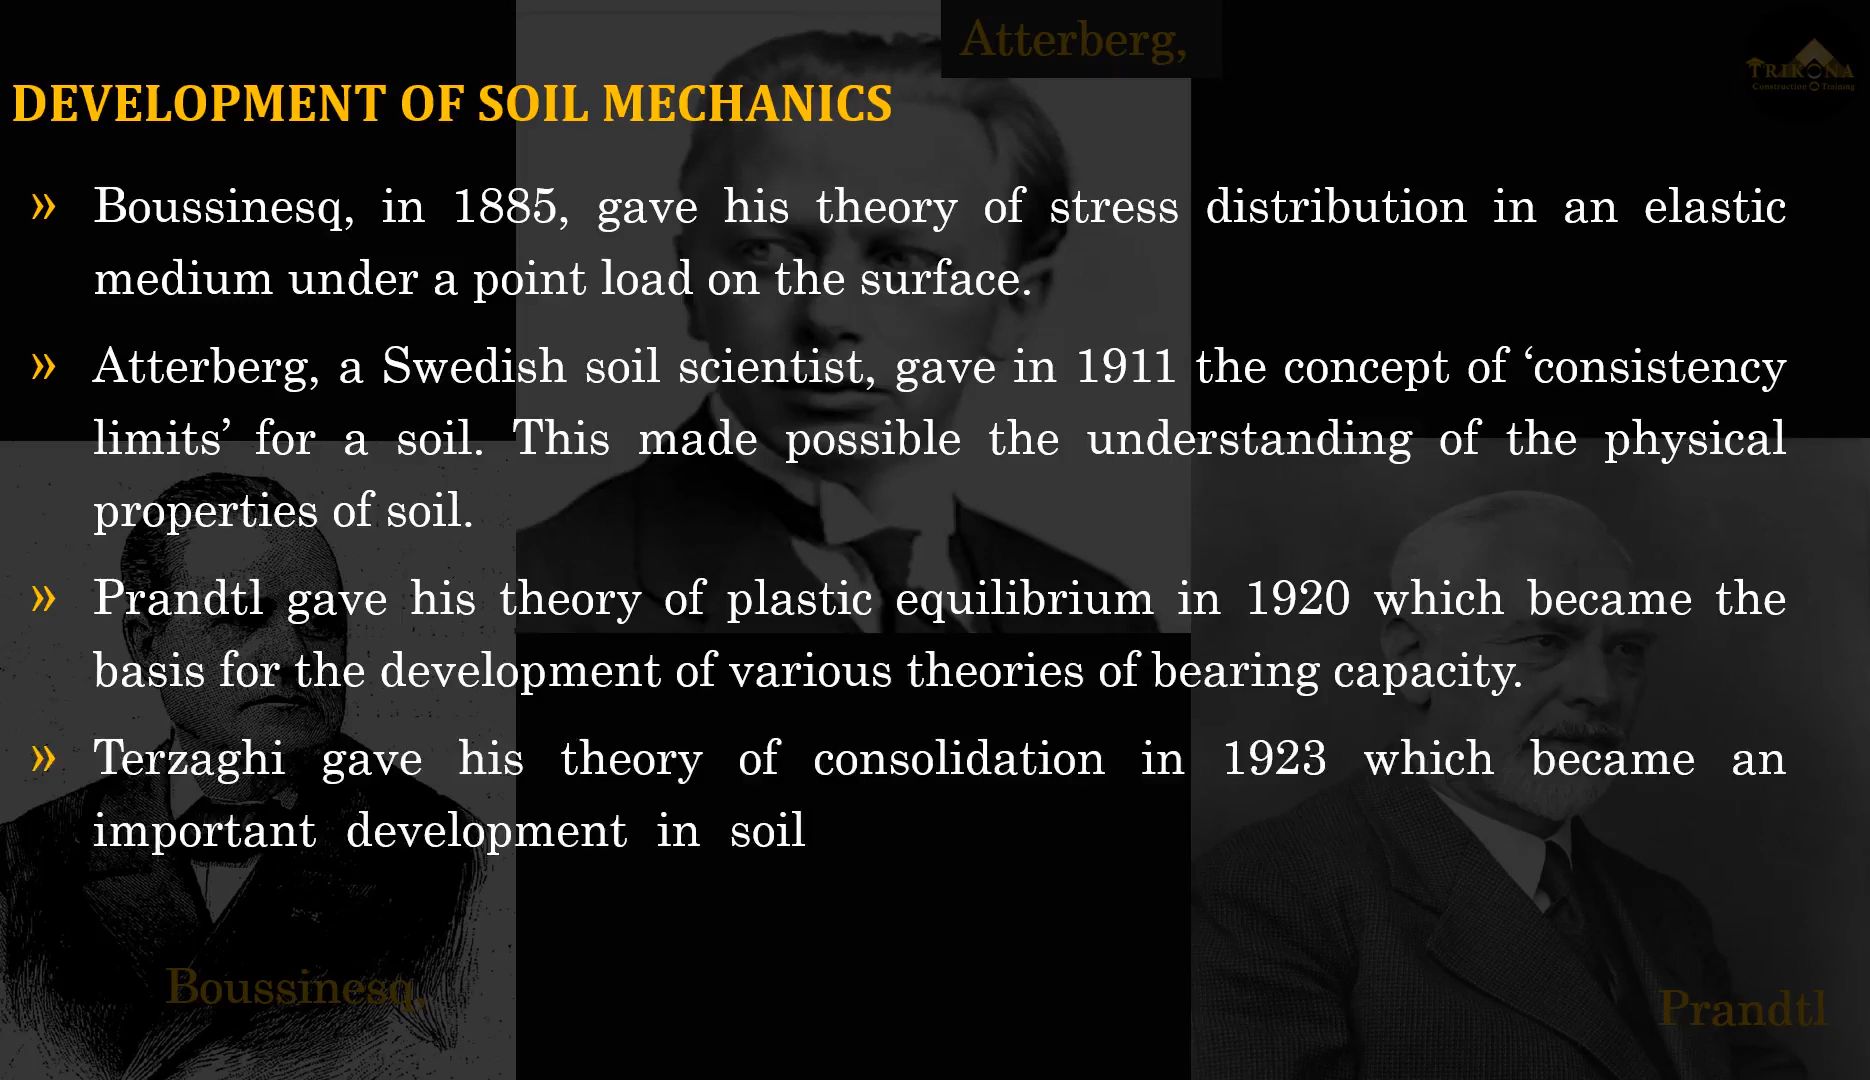 Atterberg,
TRIKONA
Construction Training
DEVELOPMENT OF SOIL MECHANICS
» Boussinesq, in 1885, gave his theory of stress distribution in an elastic
medium under a point load on the surface.
» Atterberg, a Swedish soil scientist, gave in 1911 the concept of ‘consistency
limits’ for a soil. This made possible the understanding of the physical
properties of soil.
» Prandtl gave his theory of plastic equilibrium in 1920 which became the
basis for the development of various theories of bearing capacity.
» Terzaghi gave his theory of consolidation in 1923 which became an
important development in soil
Boussinesq,
Prandtl